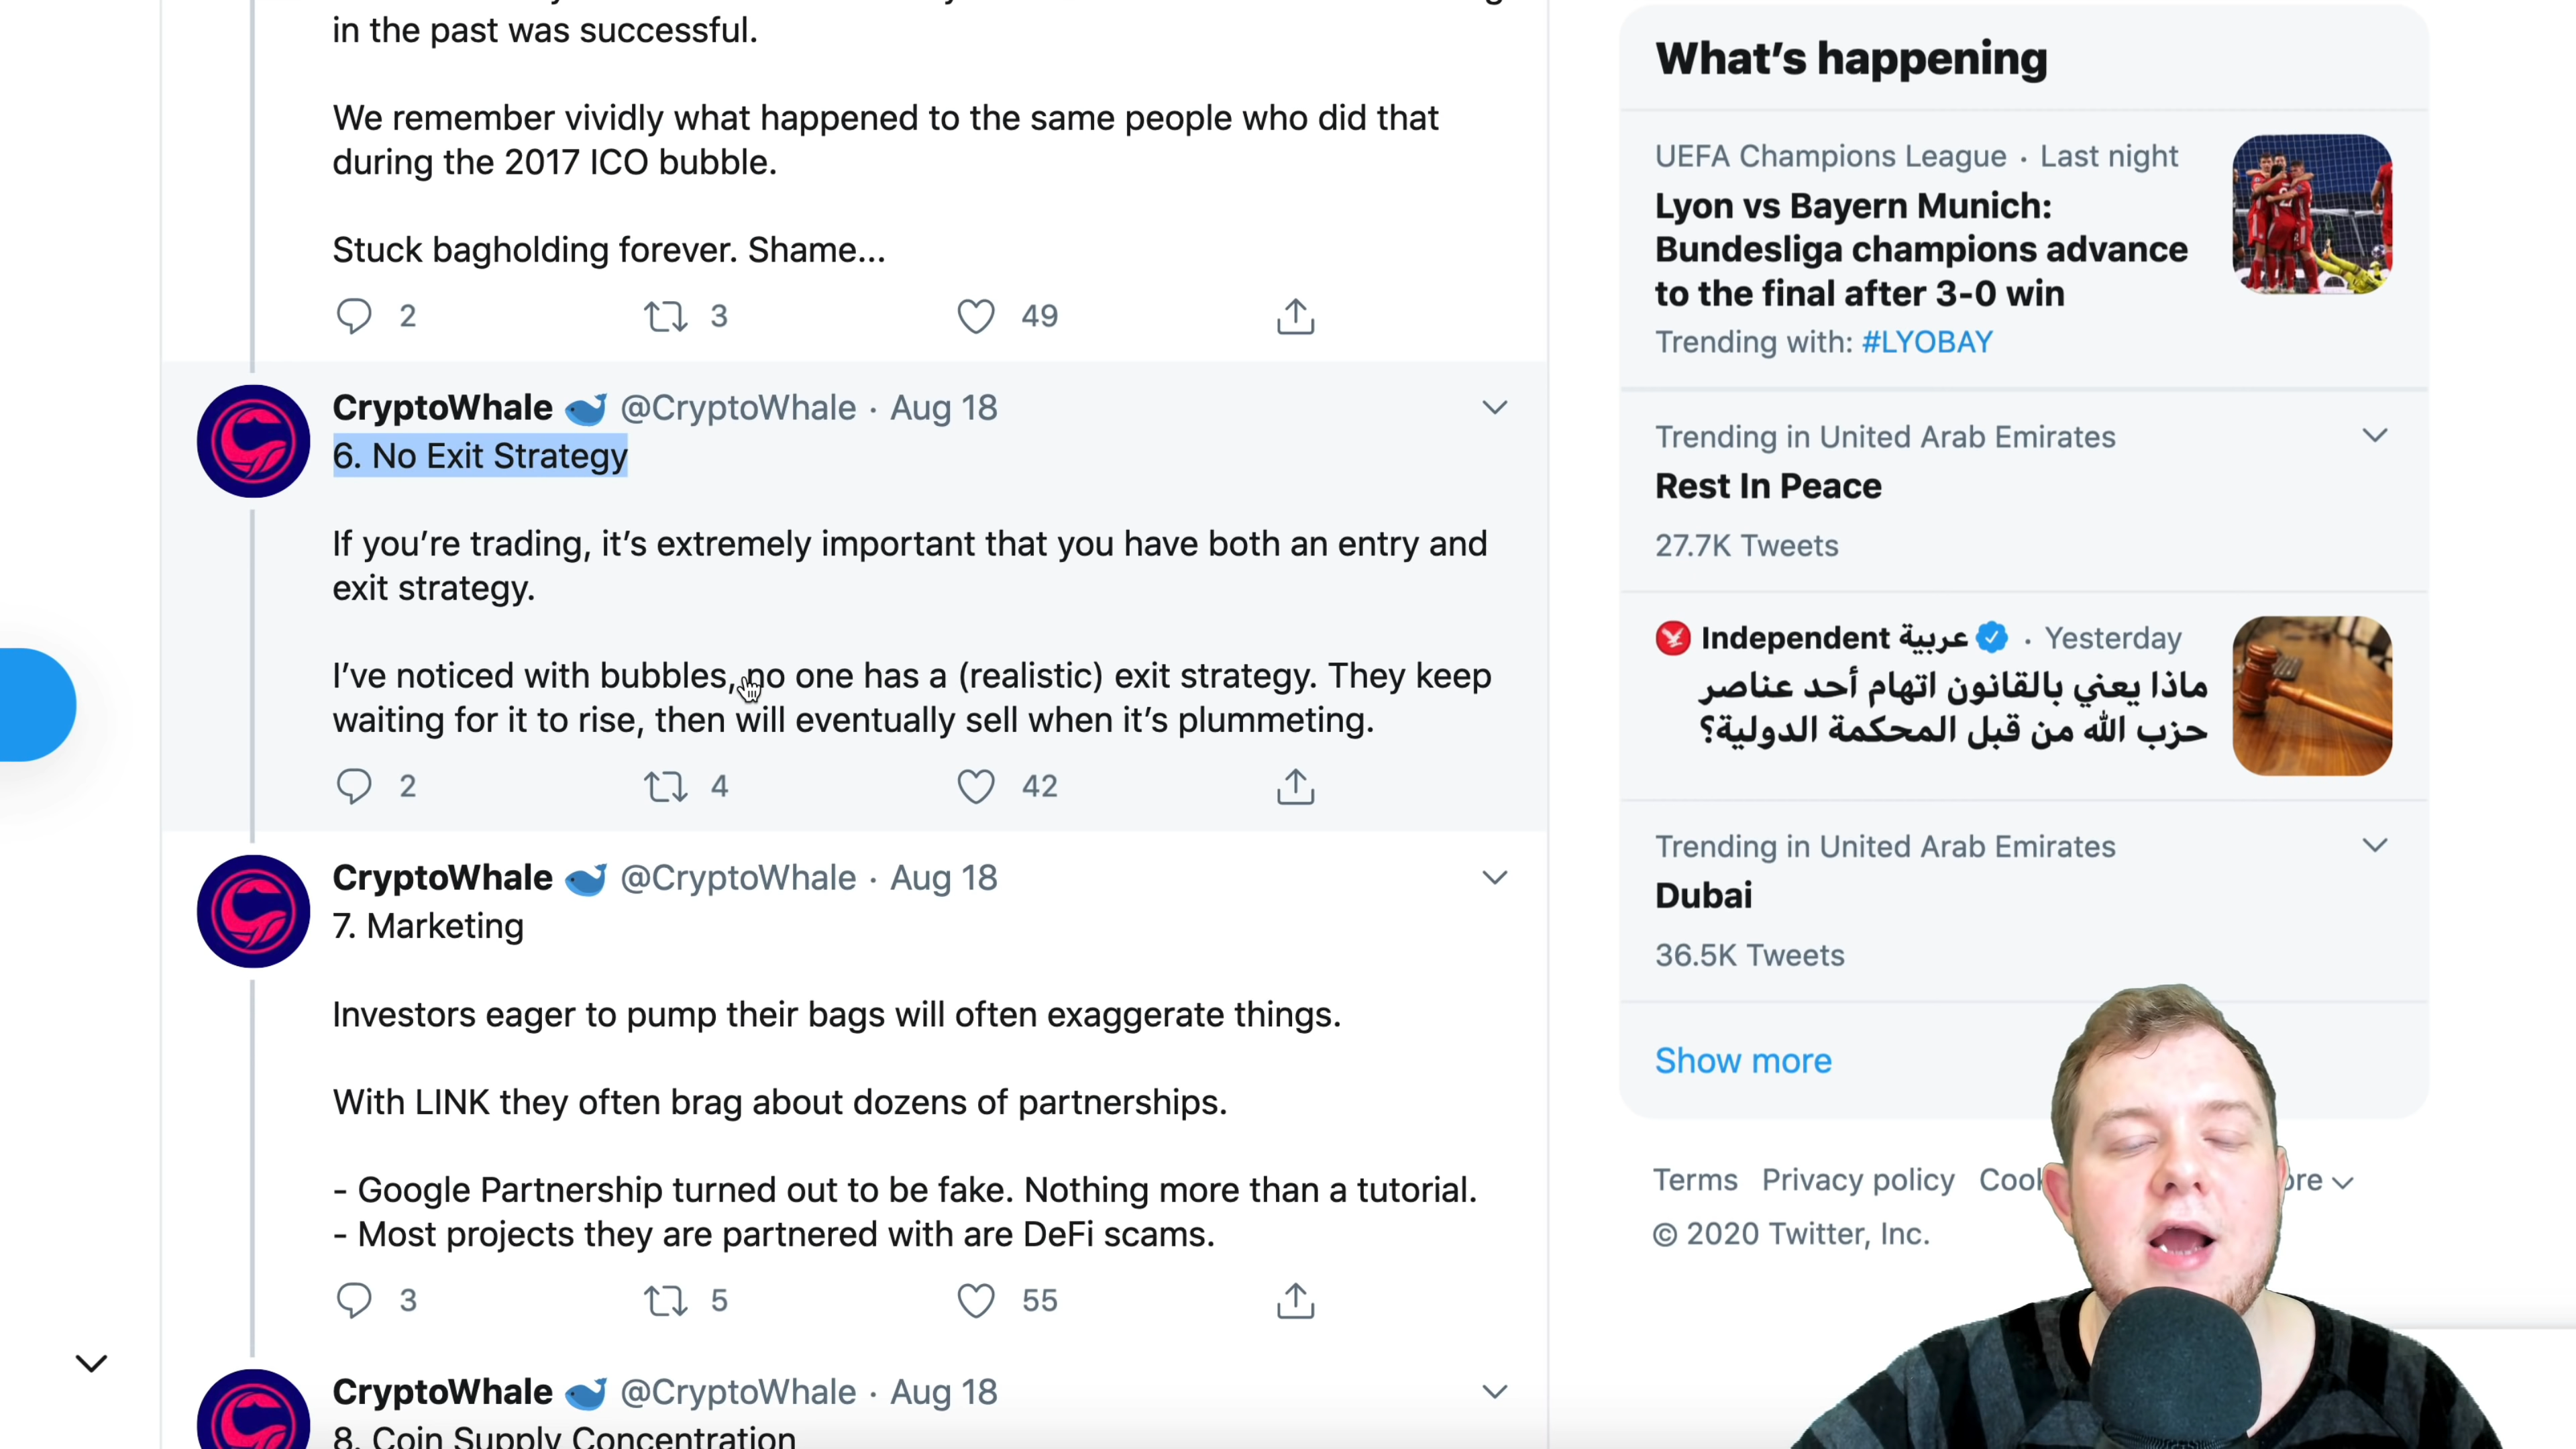 in the past was successful.
We remember vividly what happened to the same people who did that
during the 2017 ICO bubble.
Stuck bagholding forever. Shame...
2 3 49
CryptoWhale 🐳 @CryptoWhale · Aug 18
6. No Exit Strategy
If you're trading, it's extremely important that you have both an entry and
exit strategy.
I've noticed with bubbles, no one has a (realistic) exit strategy. They keep
waiting for it to rise, then will eventually sell when it's plummeting.
2 4 42
CryptoWhale 🐳 @CryptoWhale · Aug 18
7. Marketing
Investors eager to pump their bags will often exaggerate things.
With LINK they often brag about dozens of partnerships.
- Google Partnership turned out to be fake. Nothing more than a tutorial.
- Most projects they are partnered with are DeFi scams.
3 5 55
CryptoWhale 🐳 @CryptoWhale · Aug 18
8. Coin Supply Concentration
What's happening
UEFA Champions League · Last night
Lyon vs Bayern Munich:
Bundesliga champions advance
to the final after 3-0 win
Trending with: #LYOBAY
Trending in United Arab Emirates
Rest In Peace
27.7K Tweets
Independent عربية · Yesterday
ماذا يعني بالقانون اتهام أحد عناصر
حزب الله من قبل المحكمة الدولية؟
Trending in United Arab Emirates
Dubai
36.5K Tweets
Show more
Terms Privacy policy
© 2020 Twitter, Inc.